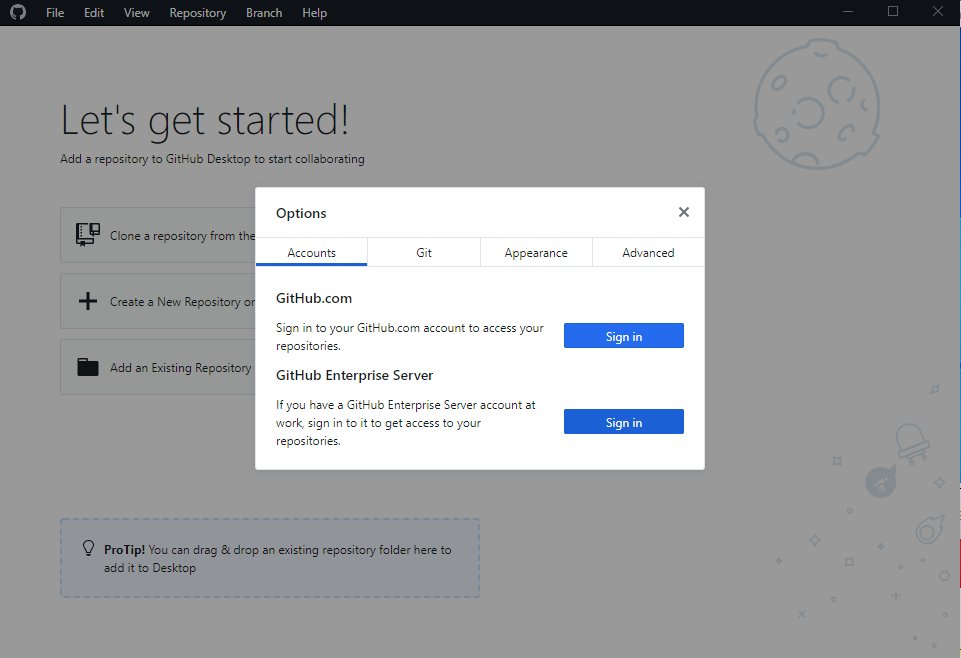 File Edit View Repository Branch Help
Let's get started!
Add a repository to GitHub Desktop to start collaborating
Clone a repository from the
Create a New Repository on
Add an Existing Repository
Options
Accounts Git Appearance Advanced
GitHub.com
Sign in to your GitHub.com account to access your
repositories.
Sign in
GitHub Enterprise Server
If you have a GitHub Enterprise Server account at
work, sign in to it to get access to your
repositories.
Sign in
ProTip! You can drag & drop an existing repository folder here to
add it to Desktop